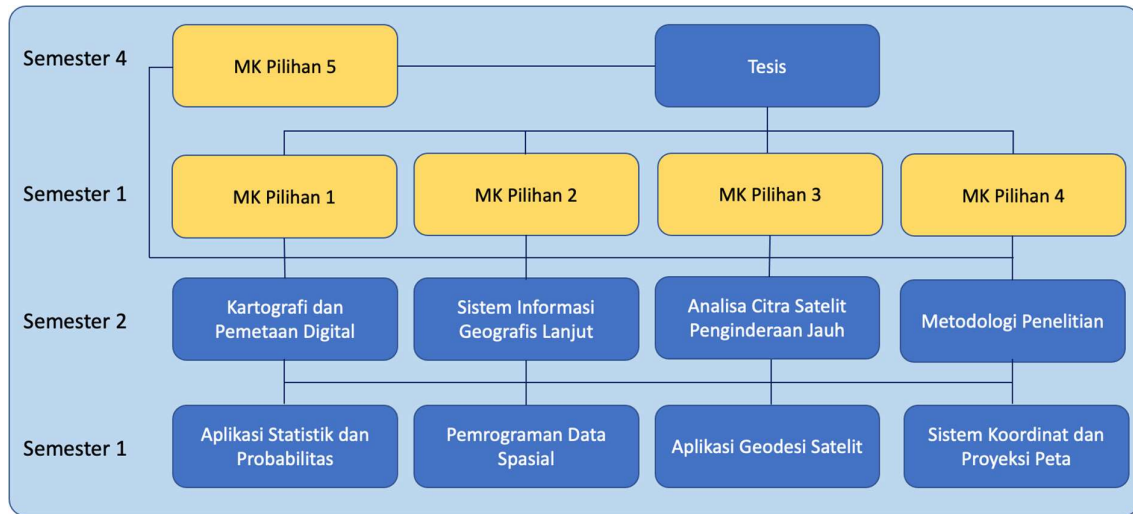 Semester 4
MK Pilihan 5
Tesis
Semester 1
MK Pilihan 1
MK Pilihan 2
MK Pilihan 3
MK Pilihan 4
Semester 2
Kartografi dan
Pemetaan Digital
Sistem Informasi
Geografis Lanjut
Analisa Citra Satelit
Penginderaan Jauh
Metodologi Penelitian
Semester 1
Aplikasi Statistik dan
Probabilitas
Pemrograman Data
Spasial
Aplikasi Geodesi Satelit
Sistem Koordinat dan
Proyeksi Peta